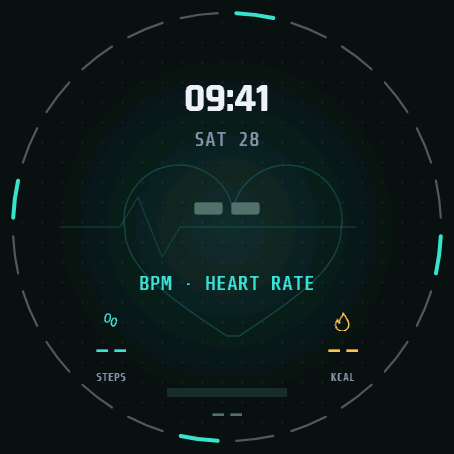 09:41
SAT 28
--
BPM · HEART RATE
-- --
STEPS KCAL
--